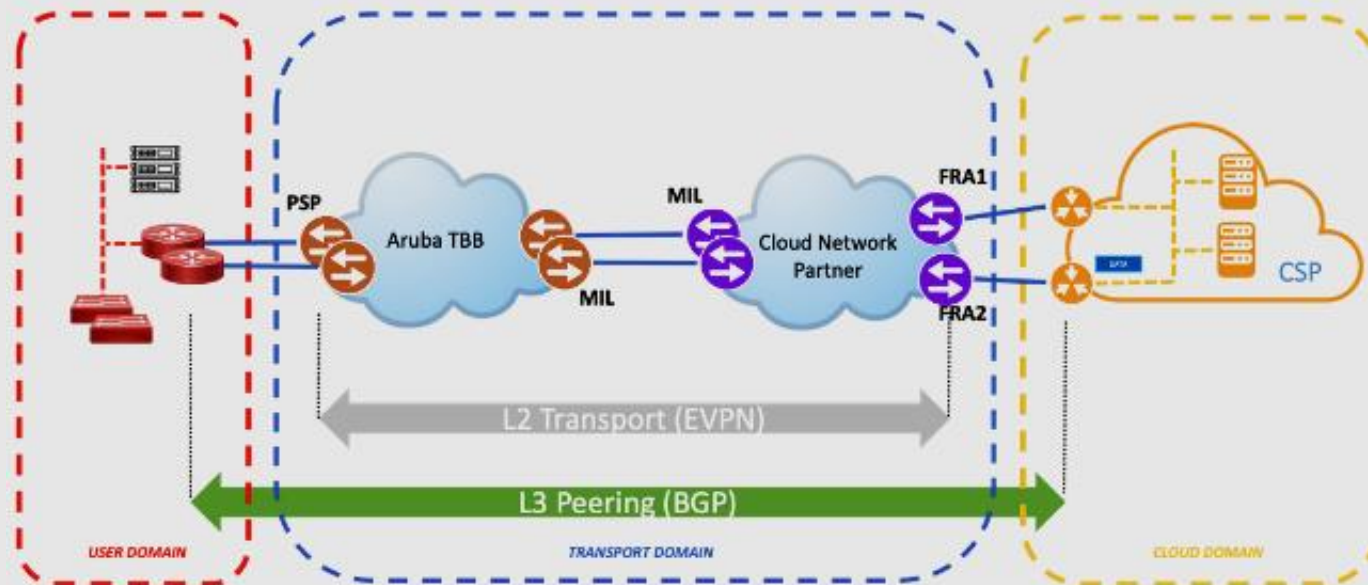 FRA1
PSP
MIL
Aruba TBB
Cloud Network
Partner
DATA
CSP
MIL
FRA2
L2 Transport (EVPN)
L3 Peering (BGP)
USER DOMAIN
TRANSPORT DOMAIN
CLOUD DOMAIN